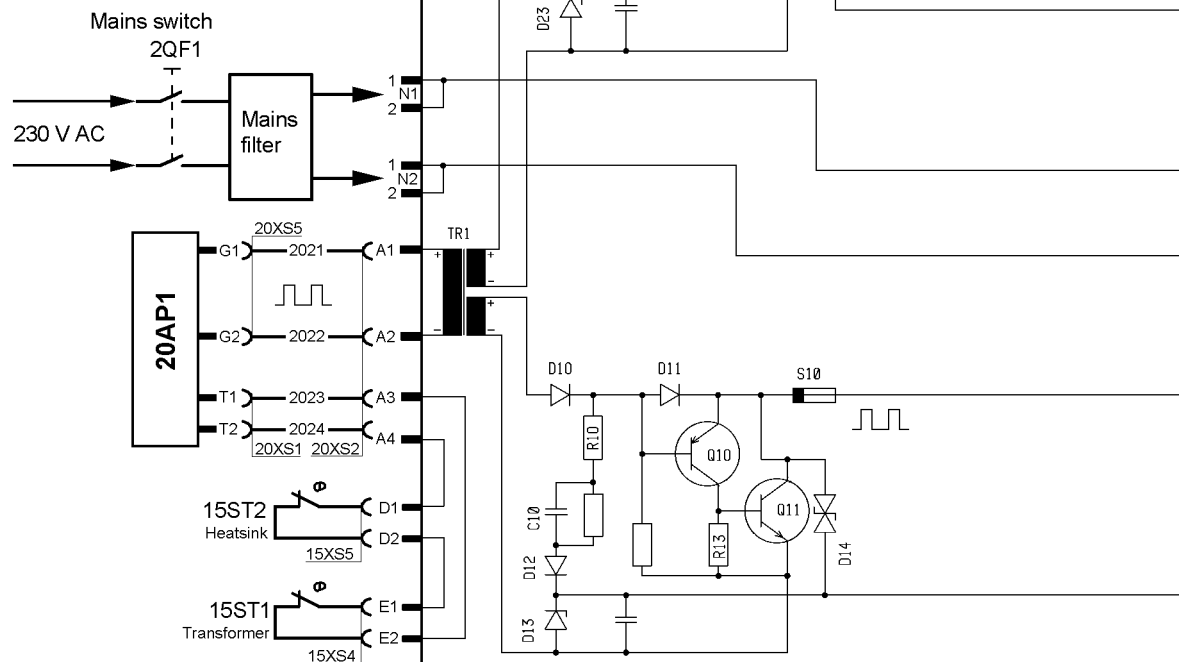 D23
Mains switch
2QF1
1
N1
2
230 V AC
Mains
filter
1
N2
2
20XS5
TR1
G1
2021
A1
+
+
-
+
20AP1
G2
2022
A2
-
-
D10
D11
S10
T1
2023
A3
T2
2024
A4
20XS1
20XS2
R10
Q10
15ST2
Heatsink
D1
D2
15XS5
C10
Q11
R13
D14
D12
15ST1
Transformer
E1
E2
15XS4
D13